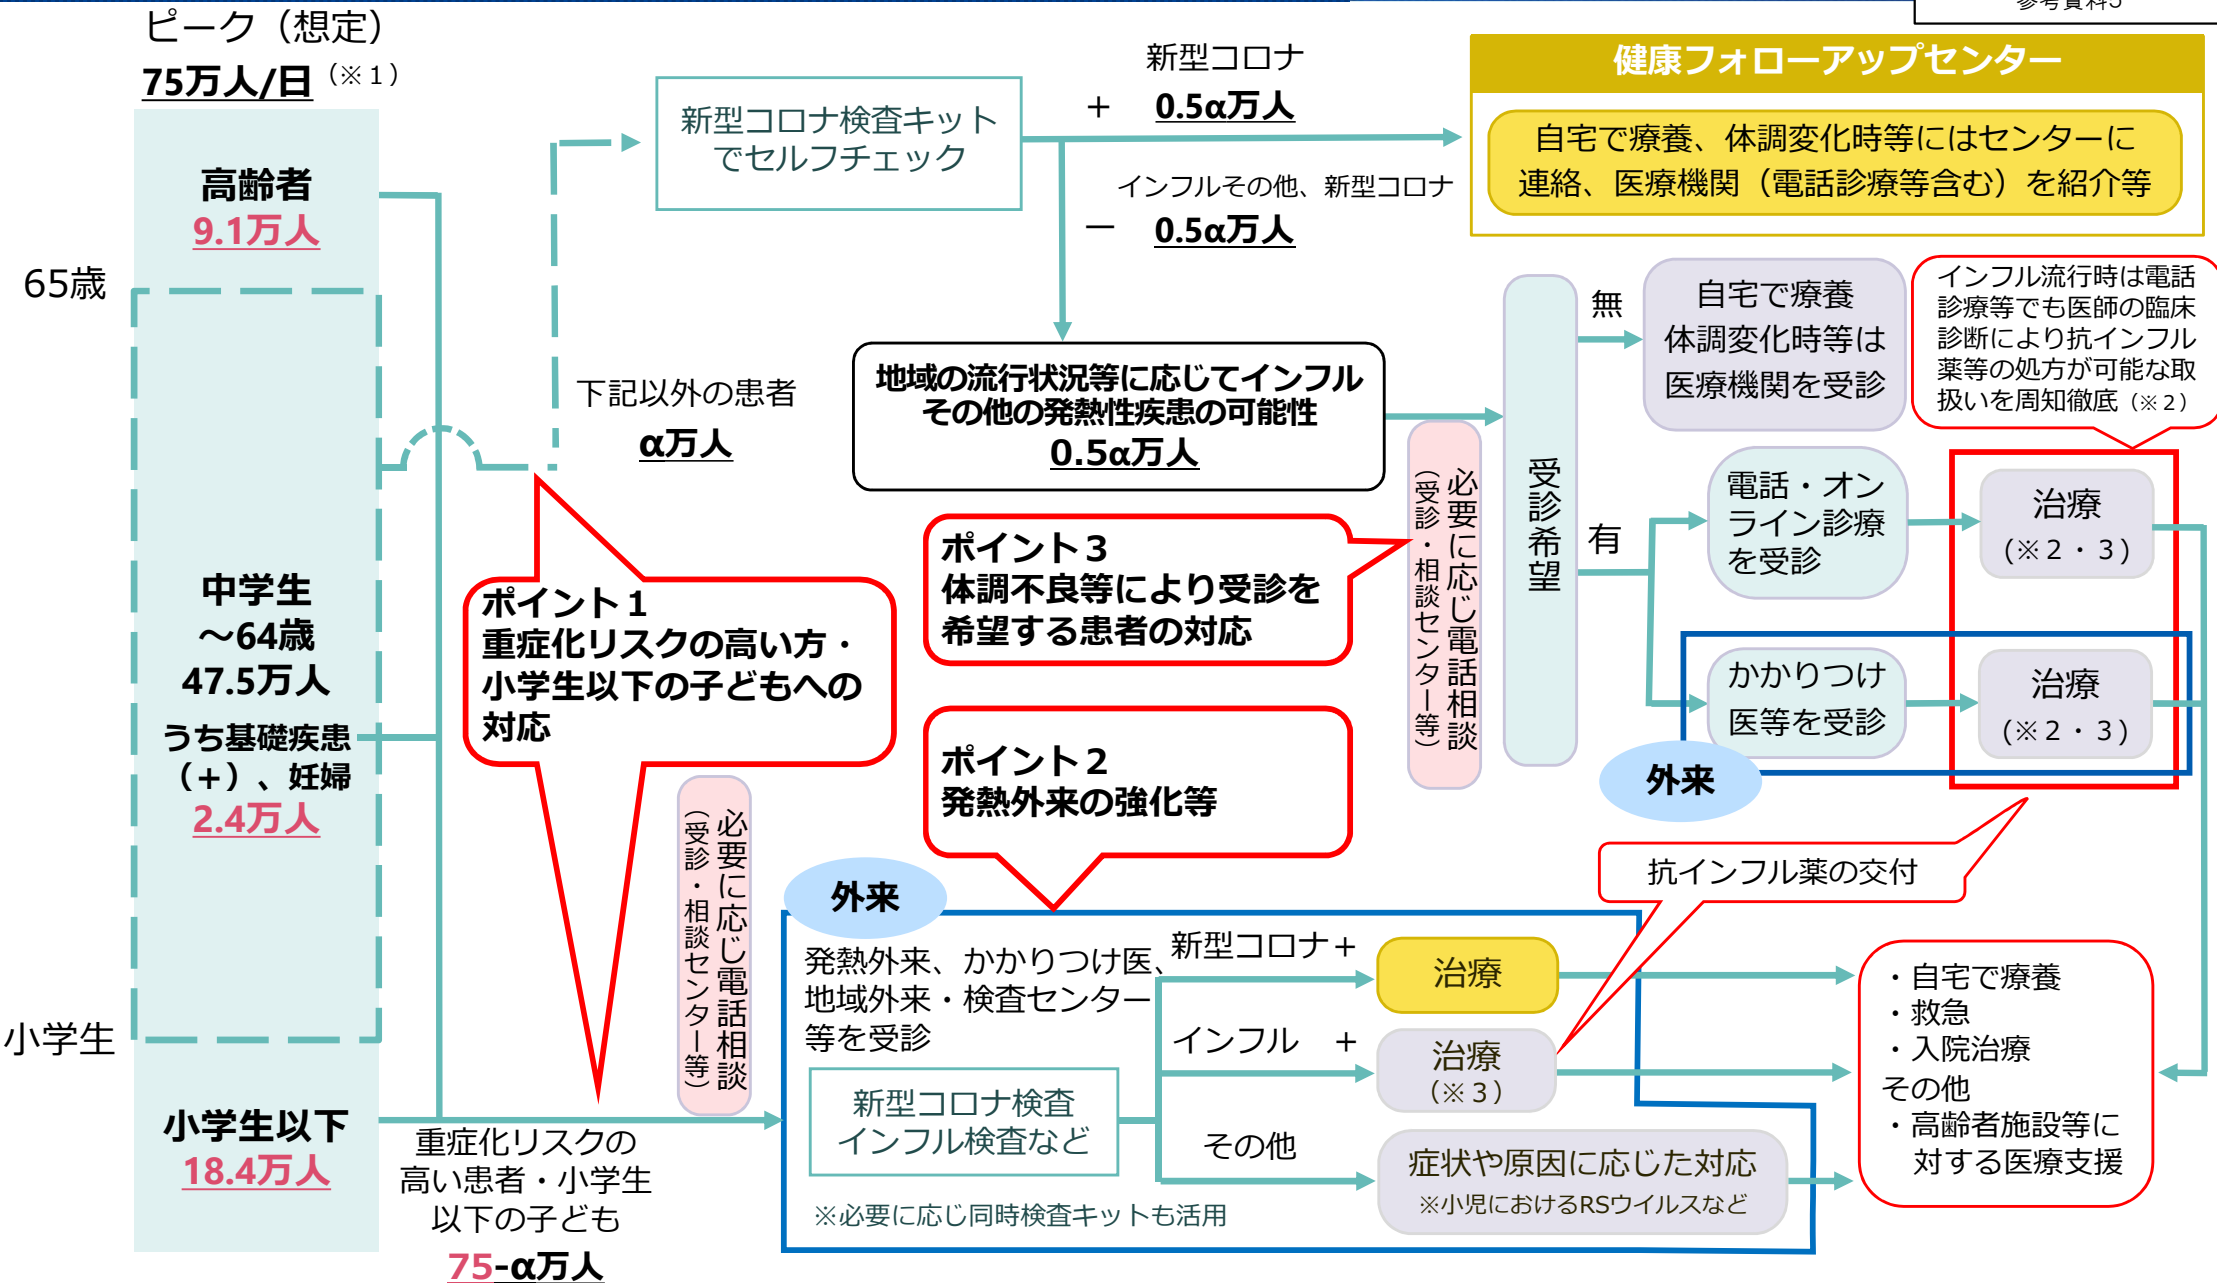 参考資料5
ピーク（想定）
75万人/日（※１）
高齢者
9.1万人
65歳
中学生
～64歳
47.5万人
うち基礎疾患
（+）、妊婦
2.4万人
小学生
小学生以下
18.4万人
新型コロナ検査キット
でセルフチェック
新型コロナ
＋ 0.5α万人
インフルその他、新型コロナ
－ 0.5α万人
健康フォローアップセンター
自宅で療養、体調変化時等にはセンターに
連絡、医療機関（電話診療等含む）を紹介等
下記以外の患者
α万人
地域の流行状況等に応じてインフル
その他の発熱性疾患の可能性
0.5α万人
必要に応じ電話相談
（受診・相談センター等）
受診希望
無
自宅で療養
体調変化時等は
医療機関を受診
インフル流行時は電話
診療等でも医師の臨床
診断により抗インフル
薬等の処方が可能な取
扱いを周知徹底（※２）
有
電話・オン
ライン診療
を受診
治療
(※２・３)
かかりつけ
医等を受診
治療
(※２・３)
外来
ポイント１
重症化リスクの高い方・
小学生以下の子どもへの
対応
ポイント３
体調不良等により受診を
希望する患者の対応
ポイント２
発熱外来の強化等
重症化リスクの
高い患者・小学生
以下の子ども
75-α万人
必要に応じ電話相談
（受診・相談センター等）
外来
発熱外来、かかりつけ医、
地域外来・検査センター
等を受診
新型コロナ検査
インフル検査など
※必要に応じ同時検査キットも活用
新型コロナ＋
治療
インフル ＋
治療
（※３）
その他
症状や原因に応じた対応
※小児におけるRSウイルスなど
抗インフル薬の交付
・自宅で療養
・救急
・入院治療
その他
・高齢者施設等に
対する医療支援